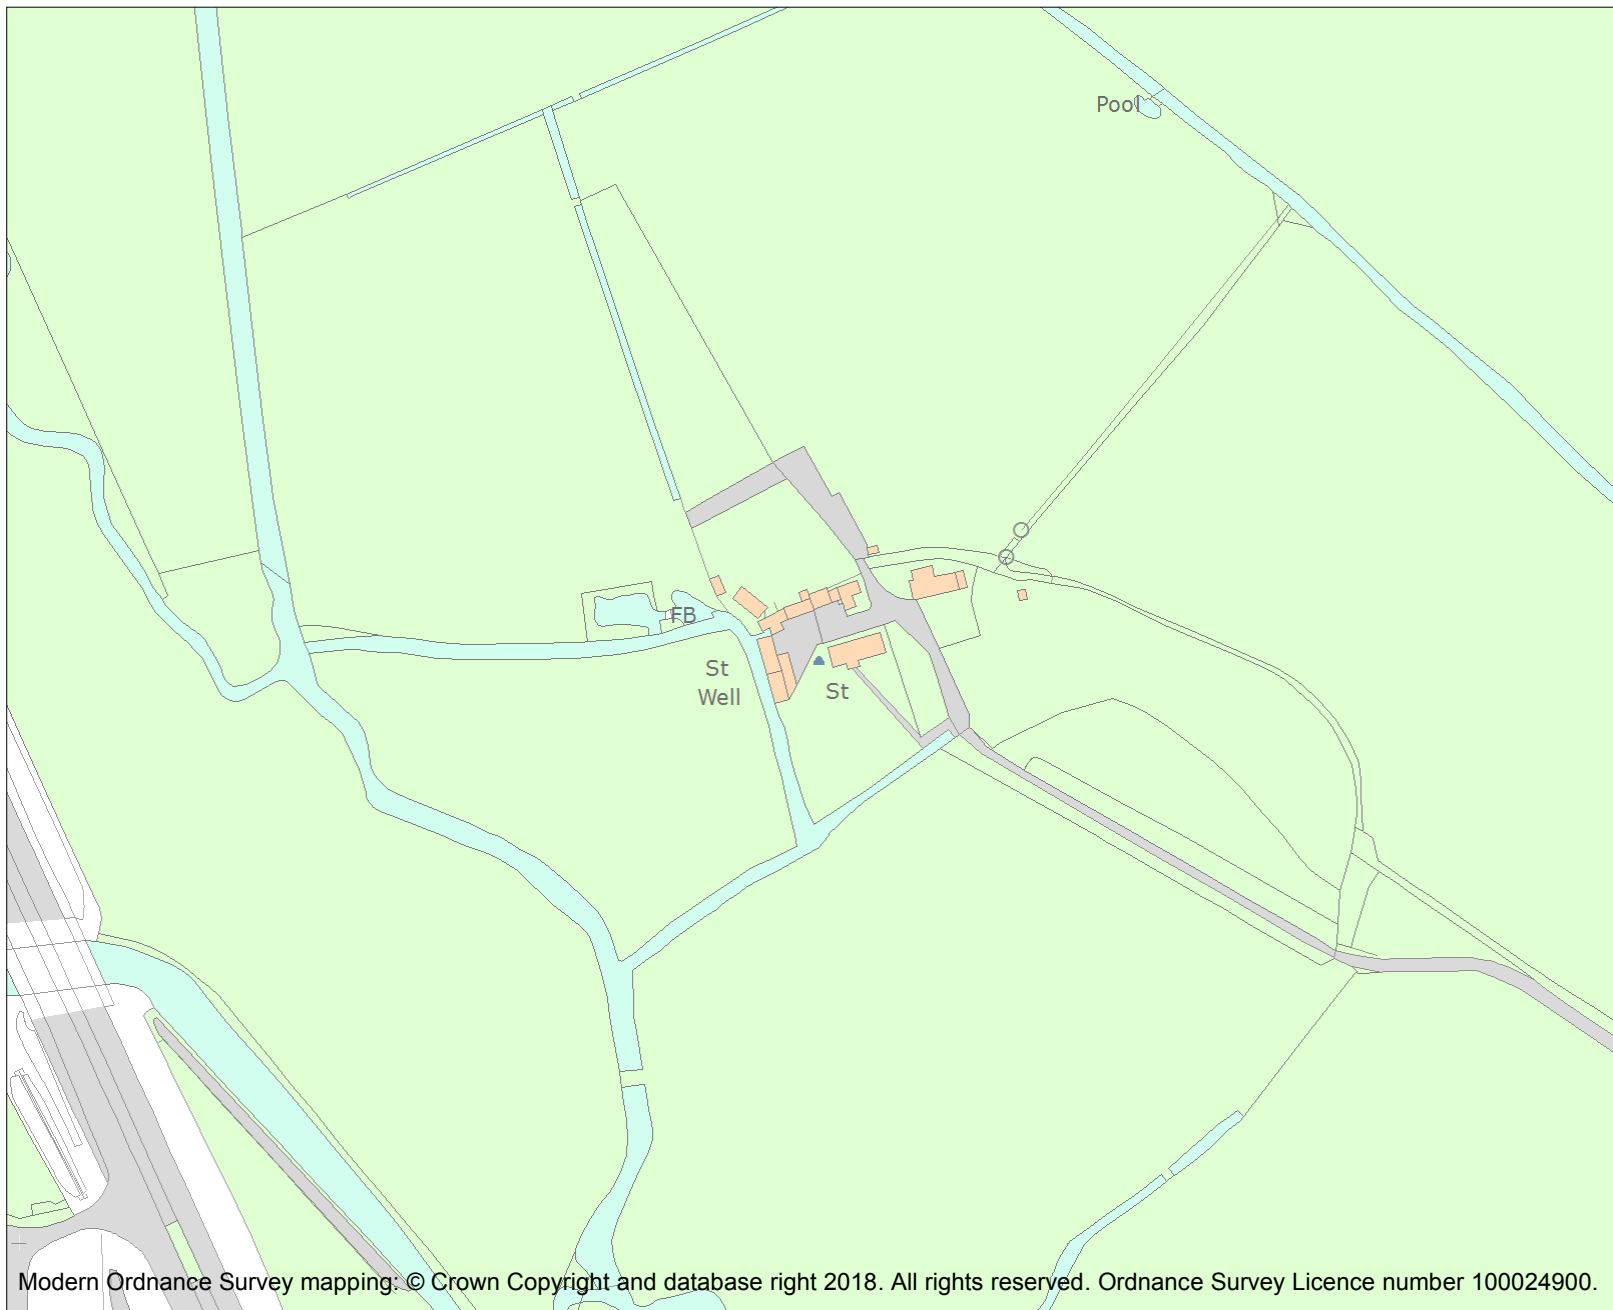 Pool
FB
St
Well
St
Modern Ordnance Survey mapping: © Crown Copyright and database right 2018. All rights reserved. Ordnance Survey Licence number 100024900.